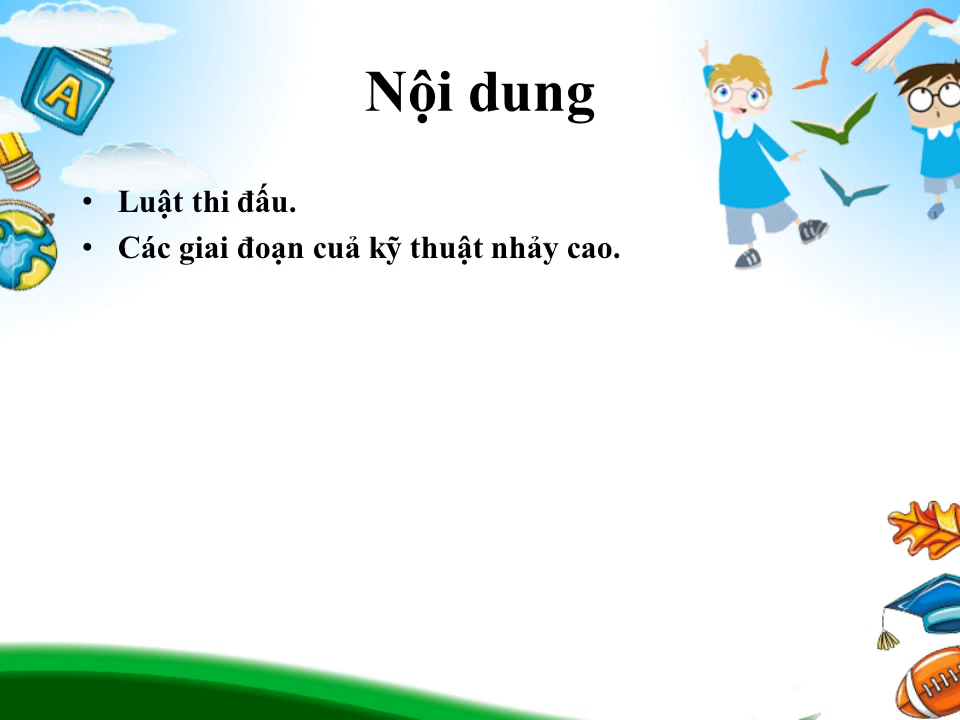 A
Nội dung
• Luật thi đấu.
• Các giai đoạn cuả kỹ thuật nhảy cao.